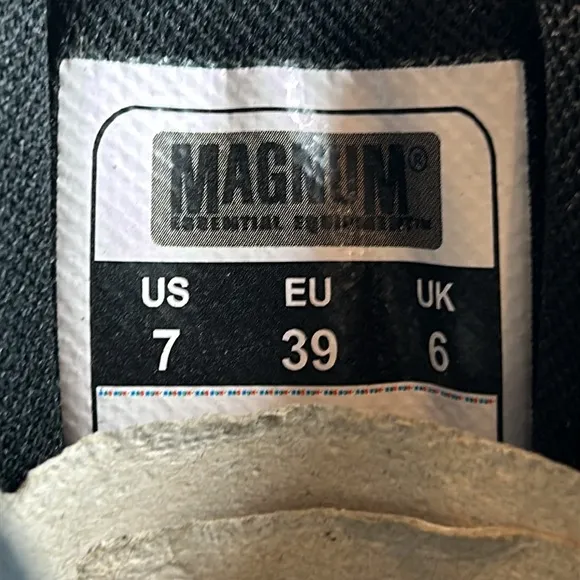 MAGNUM®
ESSENTIAL EQUIPMENT™
US EU UK
7 39 6